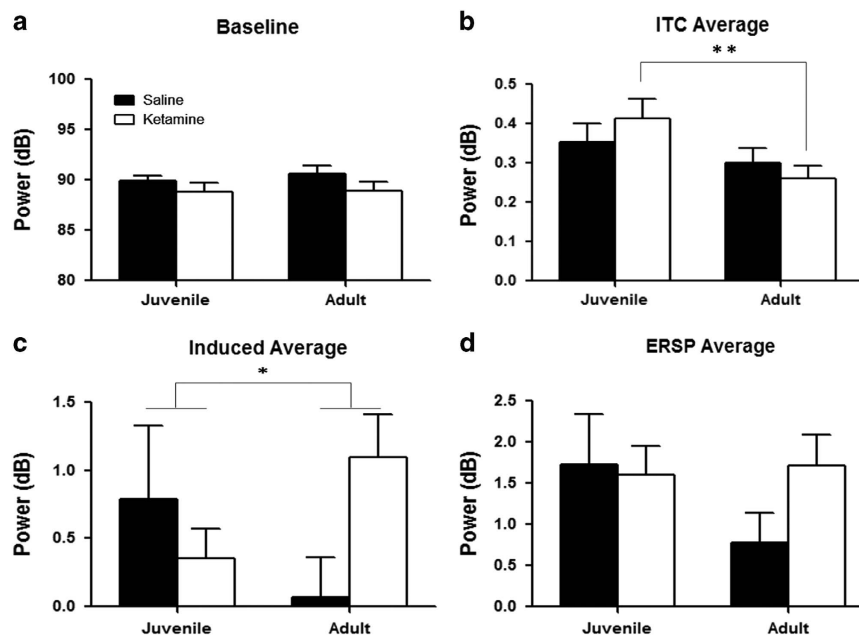 a
Baseline
Power (dB)
100
95
90
85
80
Saline
Ketamine
Juvenile
Adult
b
ITC Average
**
Power (dB)
0.5
0.4
0.3
0.2
0.1
0.0
Juvenile
Adult
c
Induced Average
*
Power (dB)
1.5
1.0
0.5
0.0
Juvenile
Adult
d
ERSP Average
Power (dB)
2.5
2.0
1.5
1.0
0.5
0.0
Juvenile
Adult